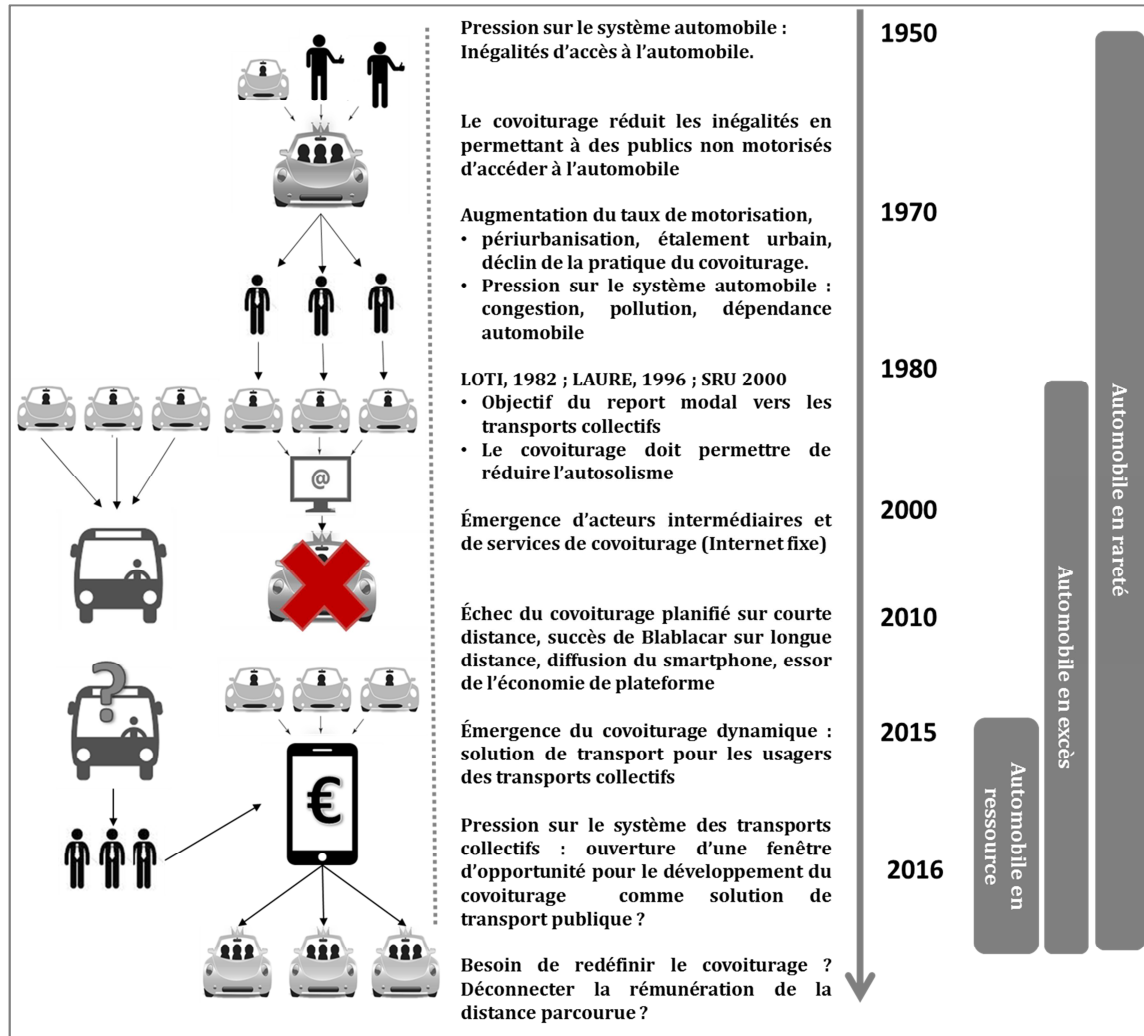 Pression sur le système automobile :
Inégalités d'accès à l'automobile.
1950
Le covoiturage réduit les inégalités en
permettant à des publics non motorisés
d'accéder à l'automobile
1970
Augmentation du taux de motorisation,
• périurbanisation, étalement urbain,
déclin de la pratique du covoiturage.
• Pression sur le système automobile :
congestion, pollution, dépendance
automobile
1980
LOTI, 1982 ; LAURE, 1996 ; SRU 2000
• Objectif du report modal vers les
transports collectifs
• Le covoiturage doit permettre de
réduire l'autosolisme
@
2000
Émergence d'acteurs intermédiaires et
de services de covoiturage (Internet fixe)
2010
Échec du covoiturage planifié sur courte
distance, succès de Blablacar sur longue
distance, diffusion du smartphone, essor
de l'économie de plateforme
?
2015
Émergence du covoiturage dynamique :
solution de transport pour les usagers
des transports collectifs
€
Pression sur le système des transports
collectifs : ouverture d'une fenêtre
d'opportunité pour le développement du
covoiturage comme solution de
transport publique ?
2016
Besoin de redéfinir le covoiturage ?
Déconnecter la rémunération de la
distance parcourue ?
Automobile en
ressource
Automobile en excès
Automobile en rareté